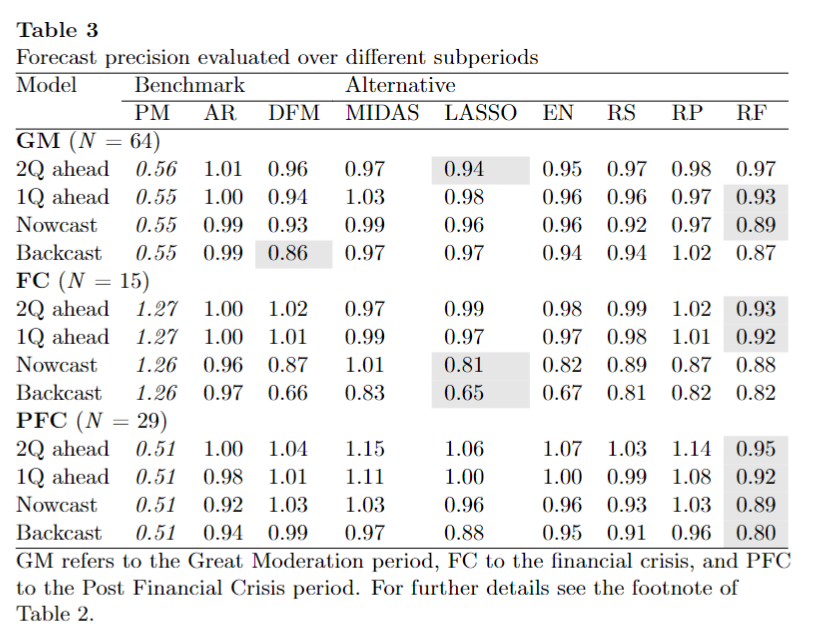 Table 3
Forecast precision evaluated over different subperiods
Model Benchmark Alternative
PM AR DFM MIDAS LASSO EN RS RP RF
GM (N = 64)
2Q ahead 0.56 1.01 0.96 0.97 0.94 0.95 0.97 0.98 0.97
1Q ahead 0.55 1.00 0.94 1.03 0.98 0.96 0.96 0.97 0.93
Nowcast 0.55 0.99 0.93 0.99 0.96 0.96 0.92 0.97 0.89
Backcast 0.55 0.99 0.86 0.97 0.97 0.94 0.94 1.02 0.87
FC (N = 15)
2Q ahead 1.27 1.00 1.02 0.97 0.99 0.98 0.99 1.02 0.93
1Q ahead 1.27 1.00 1.01 0.99 0.97 0.97 0.98 1.01 0.92
Nowcast 1.26 0.96 0.87 1.01 0.81 0.82 0.89 0.87 0.88
Backcast 1.26 0.97 0.66 0.83 0.65 0.67 0.81 0.82 0.82
PFC (N = 29)
2Q ahead 0.51 1.00 1.04 1.15 1.06 1.07 1.03 1.14 0.95
1Q ahead 0.51 0.98 1.01 1.11 1.00 1.00 0.99 1.08 0.92
Nowcast 0.51 0.92 1.03 1.03 0.96 0.96 0.93 1.03 0.89
Backcast 0.51 0.94 0.99 0.97 0.88 0.95 0.91 0.96 0.80
GM refers to the Great Moderation period, FC to the financial crisis, and PFC
to the Post Financial Crisis period. For further details see the footnote of
Table 2.